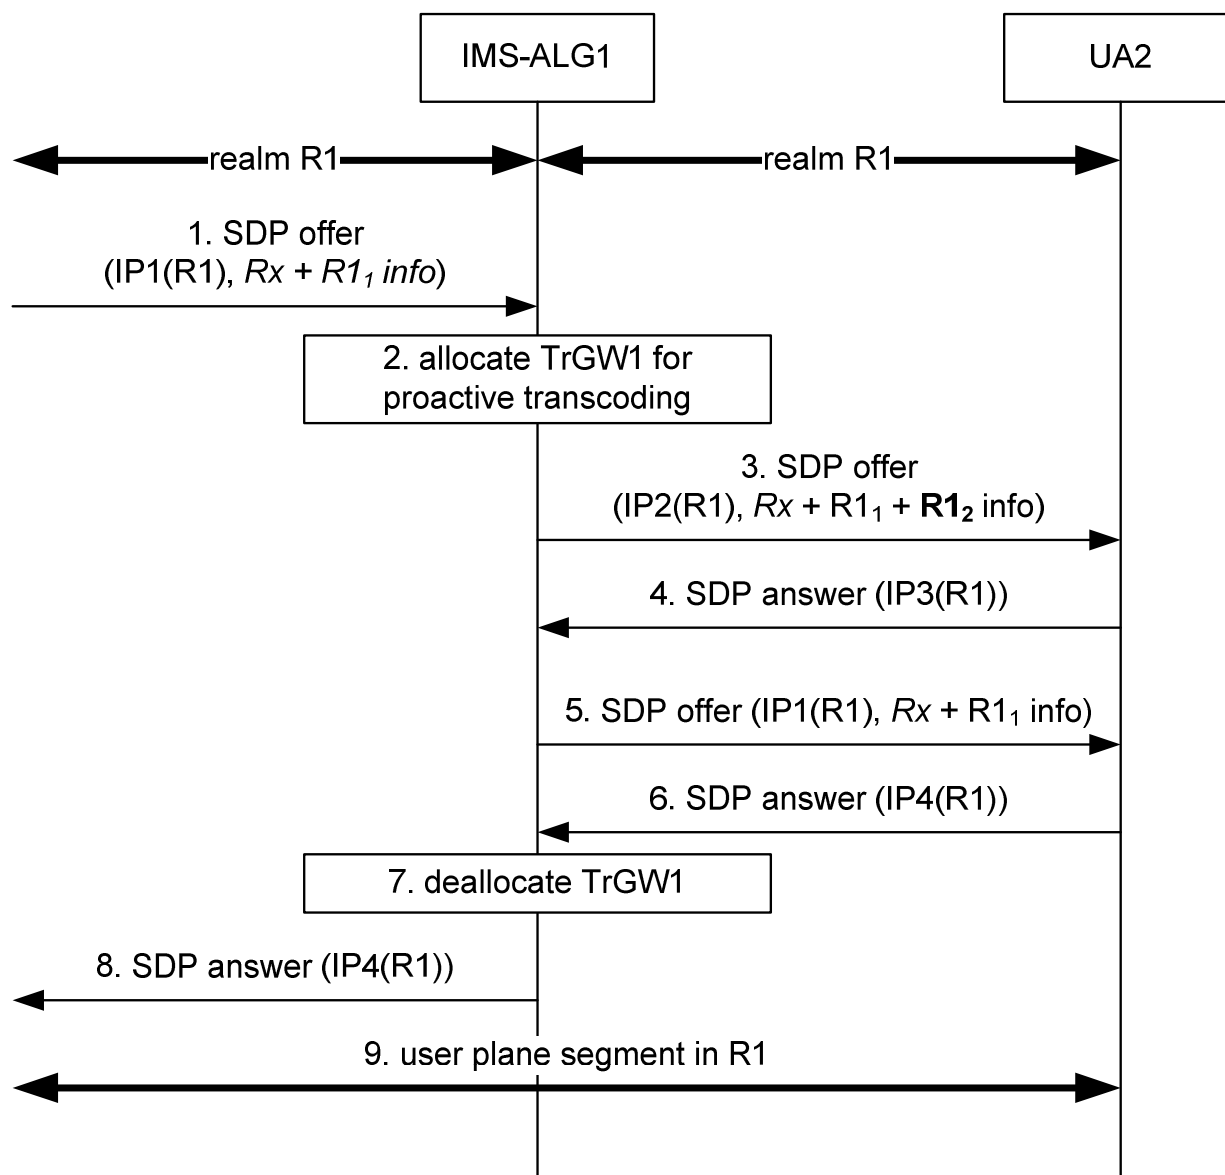 IMS-ALG1
UA2
realm R1
realm R1
1. SDP offer
(IP1(R1), Rx + R1₁ info)
2. allocate TrGW1 for
proactive transcoding
3. SDP offer
(IP2(R1), Rx + R1₁ + R1₂ info)
4. SDP answer (IP3(R1))
5. SDP offer (IP1(R1), Rx + R1₁ info)
6. SDP answer (IP4(R1))
7. deallocate TrGW1
8. SDP answer (IP4(R1))
9. user plane segment in R1